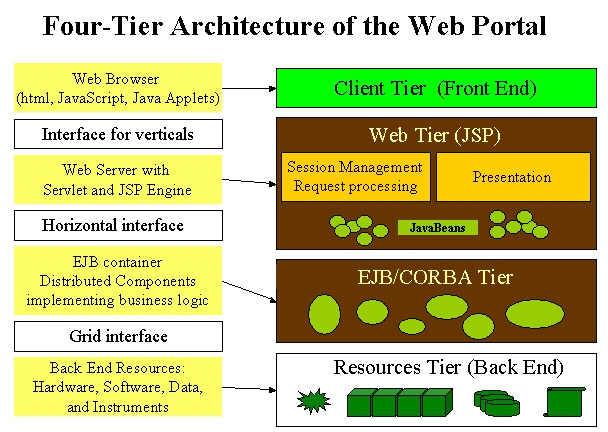 Four-Tier Architecture of the Web Portal
Web Browser
(html, JavaScript, Java Applets)
Client Tier (Front End)
Interface for verticals
Web Tier (JSP)
Web Server with
Servlet and JSP Engine
Session Management
Request processing
Presentation
Horizontal interface
JavaBeans
EJB container
Distributed Components
implementing business logic
EJB/CORBA Tier
Grid interface
Back End Resources:
Hardware, Software, Data,
and Instruments
Resources Tier (Back End)